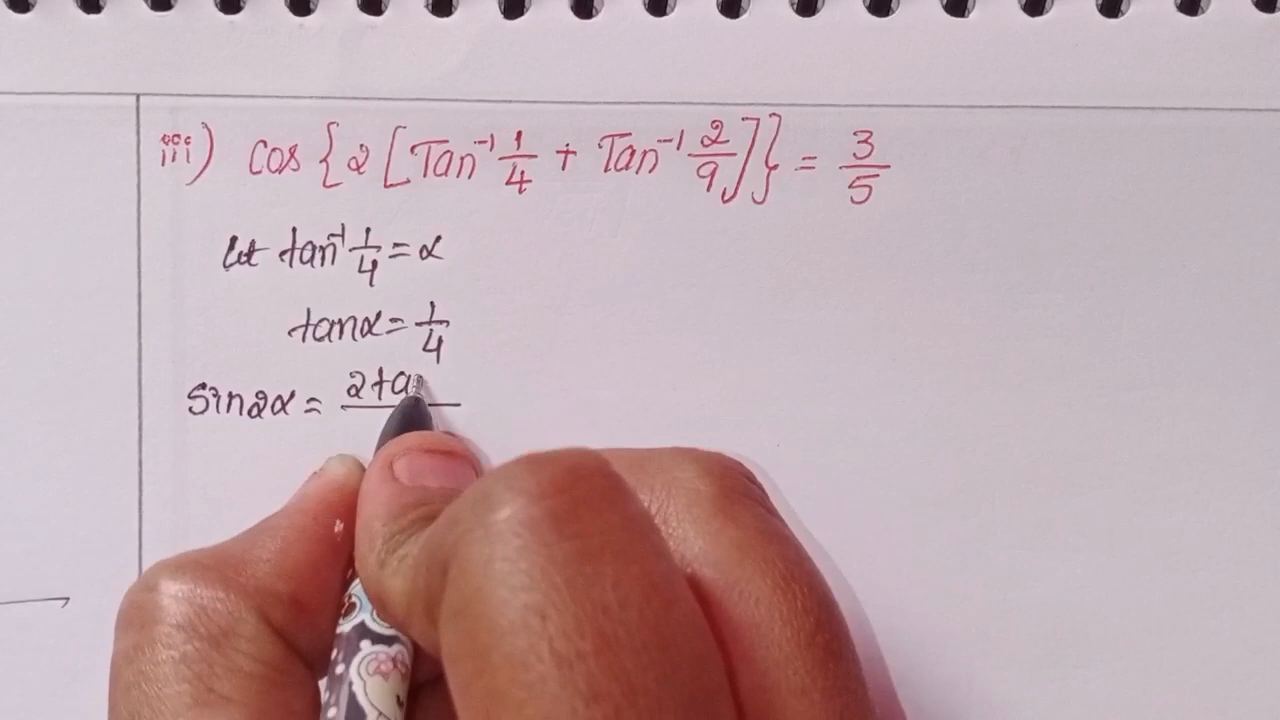 iii) Cos {2 [Tan⁻¹ 1/4 + Tan⁻¹ 2/9]} = 3/5
let tan⁻¹ 1/4 = α
tanα = 1/4
Sin2α = 2ta